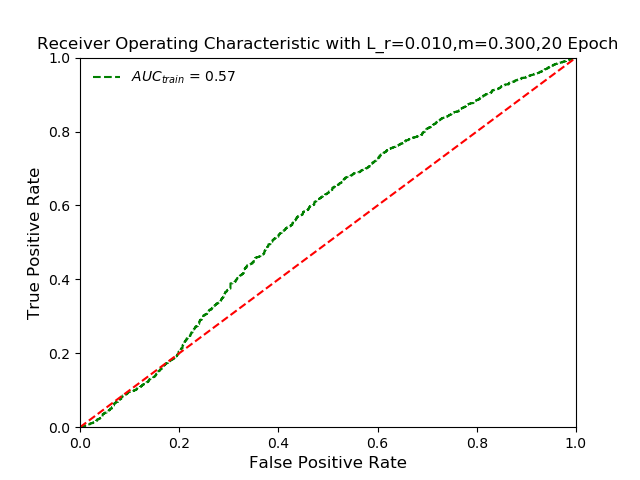 Receiver Operating Characteristic with L_r=0.010,m=0.300,20 Epoch
1.0
AUCtrain = 0.57
0.8
0.6
0.4
0.2
0.0
True Positive Rate
0.0 0.2 0.4 0.6 0.8 1.0
False Positive Rate